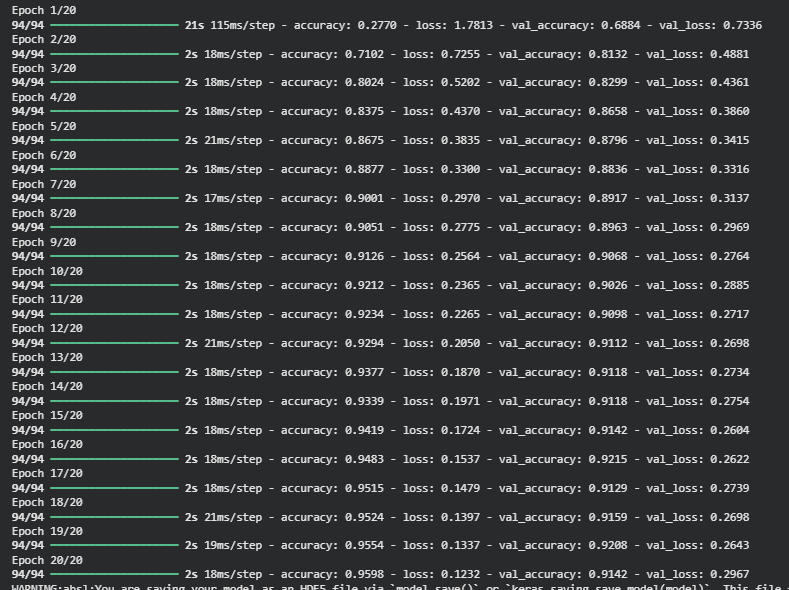 Epoch 1/20
94/94 ━━━━━━━━━━━━━━━━━━━━ 21s 115ms/step - accuracy: 0.2770 - loss: 1.7813 - val_accuracy: 0.6884 - val_loss: 0.7336
Epoch 2/20
94/94 ━━━━━━━━━━━━━━━━━━━━ 2s 18ms/step - accuracy: 0.7102 - loss: 0.7255 - val_accuracy: 0.8132 - val_loss: 0.4881
Epoch 3/20
94/94 ━━━━━━━━━━━━━━━━━━━━ 2s 18ms/step - accuracy: 0.8024 - loss: 0.5202 - val_accuracy: 0.8299 - val_loss: 0.4361
Epoch 4/20
94/94 ━━━━━━━━━━━━━━━━━━━━ 2s 18ms/step - accuracy: 0.8375 - loss: 0.4370 - val_accuracy: 0.8658 - val_loss: 0.3860
Epoch 5/20
94/94 ━━━━━━━━━━━━━━━━━━━━ 2s 21ms/step - accuracy: 0.8675 - loss: 0.3835 - val_accuracy: 0.8796 - val_loss: 0.3415
Epoch 6/20
94/94 ━━━━━━━━━━━━━━━━━━━━ 2s 18ms/step - accuracy: 0.8877 - loss: 0.3300 - val_accuracy: 0.8836 - val_loss: 0.3316
Epoch 7/20
94/94 ━━━━━━━━━━━━━━━━━━━━ 2s 17ms/step - accuracy: 0.9001 - loss: 0.2970 - val_accuracy: 0.8917 - val_loss: 0.3137
Epoch 8/20
94/94 ━━━━━━━━━━━━━━━━━━━━ 2s 18ms/step - accuracy: 0.9051 - loss: 0.2775 - val_accuracy: 0.8963 - val_loss: 0.2969
Epoch 9/20
94/94 ━━━━━━━━━━━━━━━━━━━━ 2s 18ms/step - accuracy: 0.9126 - loss: 0.2564 - val_accuracy: 0.9068 - val_loss: 0.2764
Epoch 10/20
94/94 ━━━━━━━━━━━━━━━━━━━━ 2s 18ms/step - accuracy: 0.9212 - loss: 0.2365 - val_accuracy: 0.9026 - val_loss: 0.2885
Epoch 11/20
94/94 ━━━━━━━━━━━━━━━━━━━━ 2s 18ms/step - accuracy: 0.9234 - loss: 0.2265 - val_accuracy: 0.9098 - val_loss: 0.2717
Epoch 12/20
94/94 ━━━━━━━━━━━━━━━━━━━━ 2s 21ms/step - accuracy: 0.9294 - loss: 0.2050 - val_accuracy: 0.9112 - val_loss: 0.2698
Epoch 13/20
94/94 ━━━━━━━━━━━━━━━━━━━━ 2s 18ms/step - accuracy: 0.9377 - loss: 0.1870 - val_accuracy: 0.9118 - val_loss: 0.2734
Epoch 14/20
94/94 ━━━━━━━━━━━━━━━━━━━━ 2s 18ms/step - accuracy: 0.9339 - loss: 0.1971 - val_accuracy: 0.9118 - val_loss: 0.2754
Epoch 15/20
94/94 ━━━━━━━━━━━━━━━━━━━━ 2s 18ms/step - accuracy: 0.9419 - loss: 0.1724 - val_accuracy: 0.9142 - val_loss: 0.2604
Epoch 16/20
94/94 ━━━━━━━━━━━━━━━━━━━━ 2s 18ms/step - accuracy: 0.9483 - loss: 0.1537 - val_accuracy: 0.9215 - val_loss: 0.2622
Epoch 17/20
94/94 ━━━━━━━━━━━━━━━━━━━━ 2s 18ms/step - accuracy: 0.9515 - loss: 0.1479 - val_accuracy: 0.9129 - val_loss: 0.2739
Epoch 18/20
94/94 ━━━━━━━━━━━━━━━━━━━━ 2s 21ms/step - accuracy: 0.9524 - loss: 0.1397 - val_accuracy: 0.9159 - val_loss: 0.2698
Epoch 19/20
94/94 ━━━━━━━━━━━━━━━━━━━━ 2s 19ms/step - accuracy: 0.9554 - loss: 0.1337 - val_accuracy: 0.9208 - val_loss: 0.2643
Epoch 20/20
94/94 ━━━━━━━━━━━━━━━━━━━━ 2s 18ms/step - accuracy: 0.9598 - loss: 0.1232 - val_accuracy: 0.9142 - val_loss: 0.2967
WARNING:absl:You are saving your model as an HDF5 file via `model.save()` or `keras.saving.save_model(model)`. This file